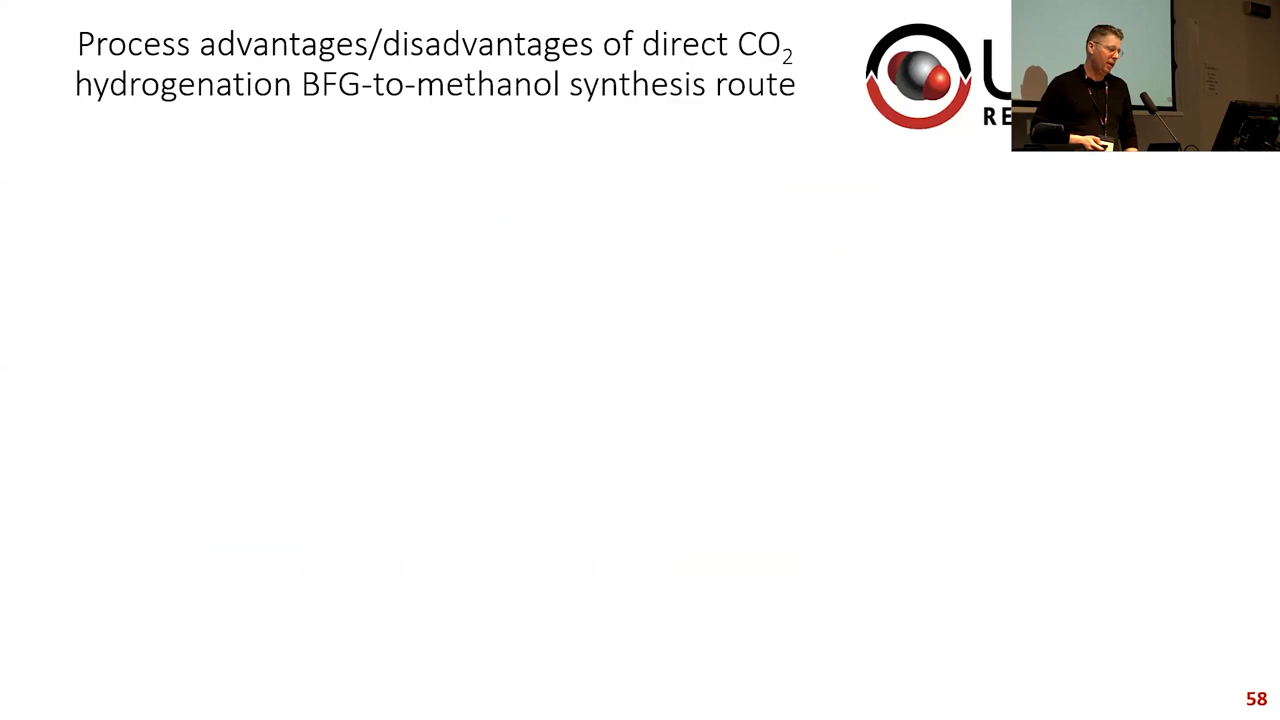 Process advantages/disadvantages of direct CO2
hydrogenation BFG-to-methanol synthesis route
U
RE
58